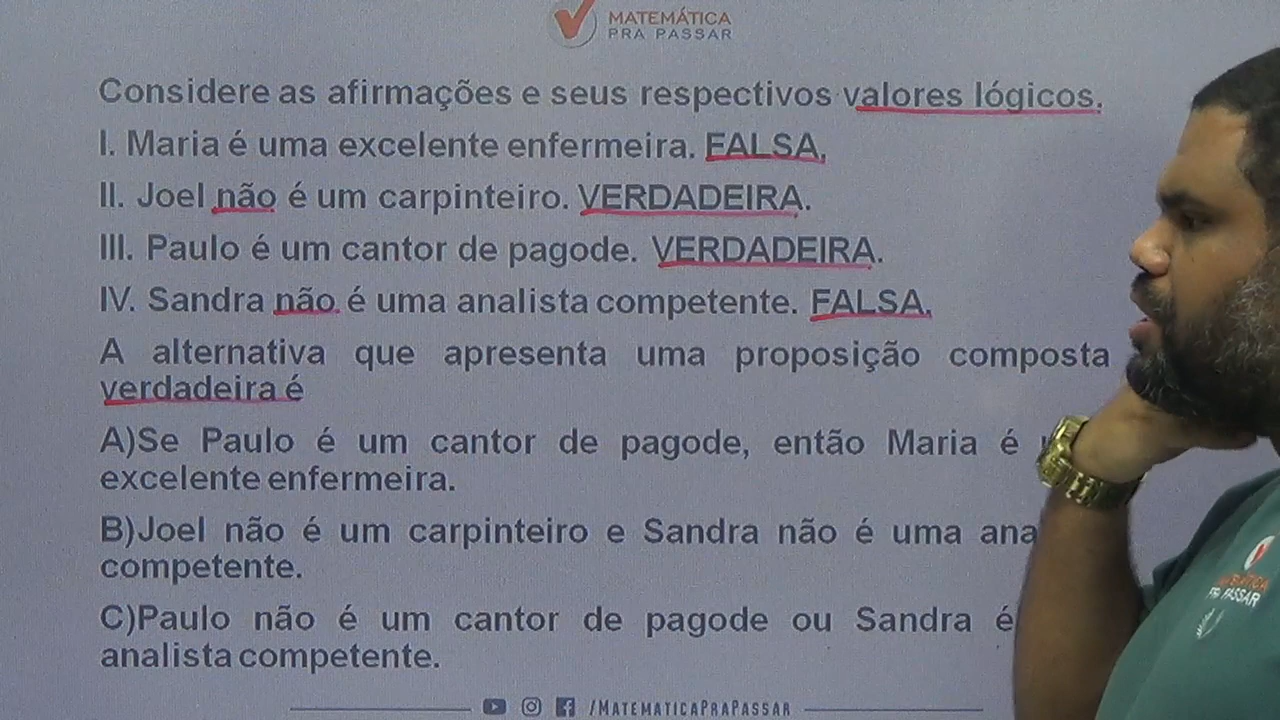 MATEMÁTICA
PRA PASSAR
Considere as afirmações e seus respectivos valores lógicos.
I. Maria é uma excelente enfermeira. FALSA.
II. Joel não é um carpinteiro. VERDADEIRA.
III. Paulo é um cantor de pagode. VERDADEIRA.
IV. Sandra não é uma analista competente. FALSA.
A alternativa que apresenta uma proposição composta
verdadeira é
A)Se Paulo é um cantor de pagode, então Maria é
excelente enfermeira.
B)Joel não é um carpinteiro e Sandra não é uma
competente.
C)Paulo não é um cantor de pagode ou Sandra é
analista competente.
/MATEMATICAPRAPASSAR
MATEMÁTICA
PRA PASSAR